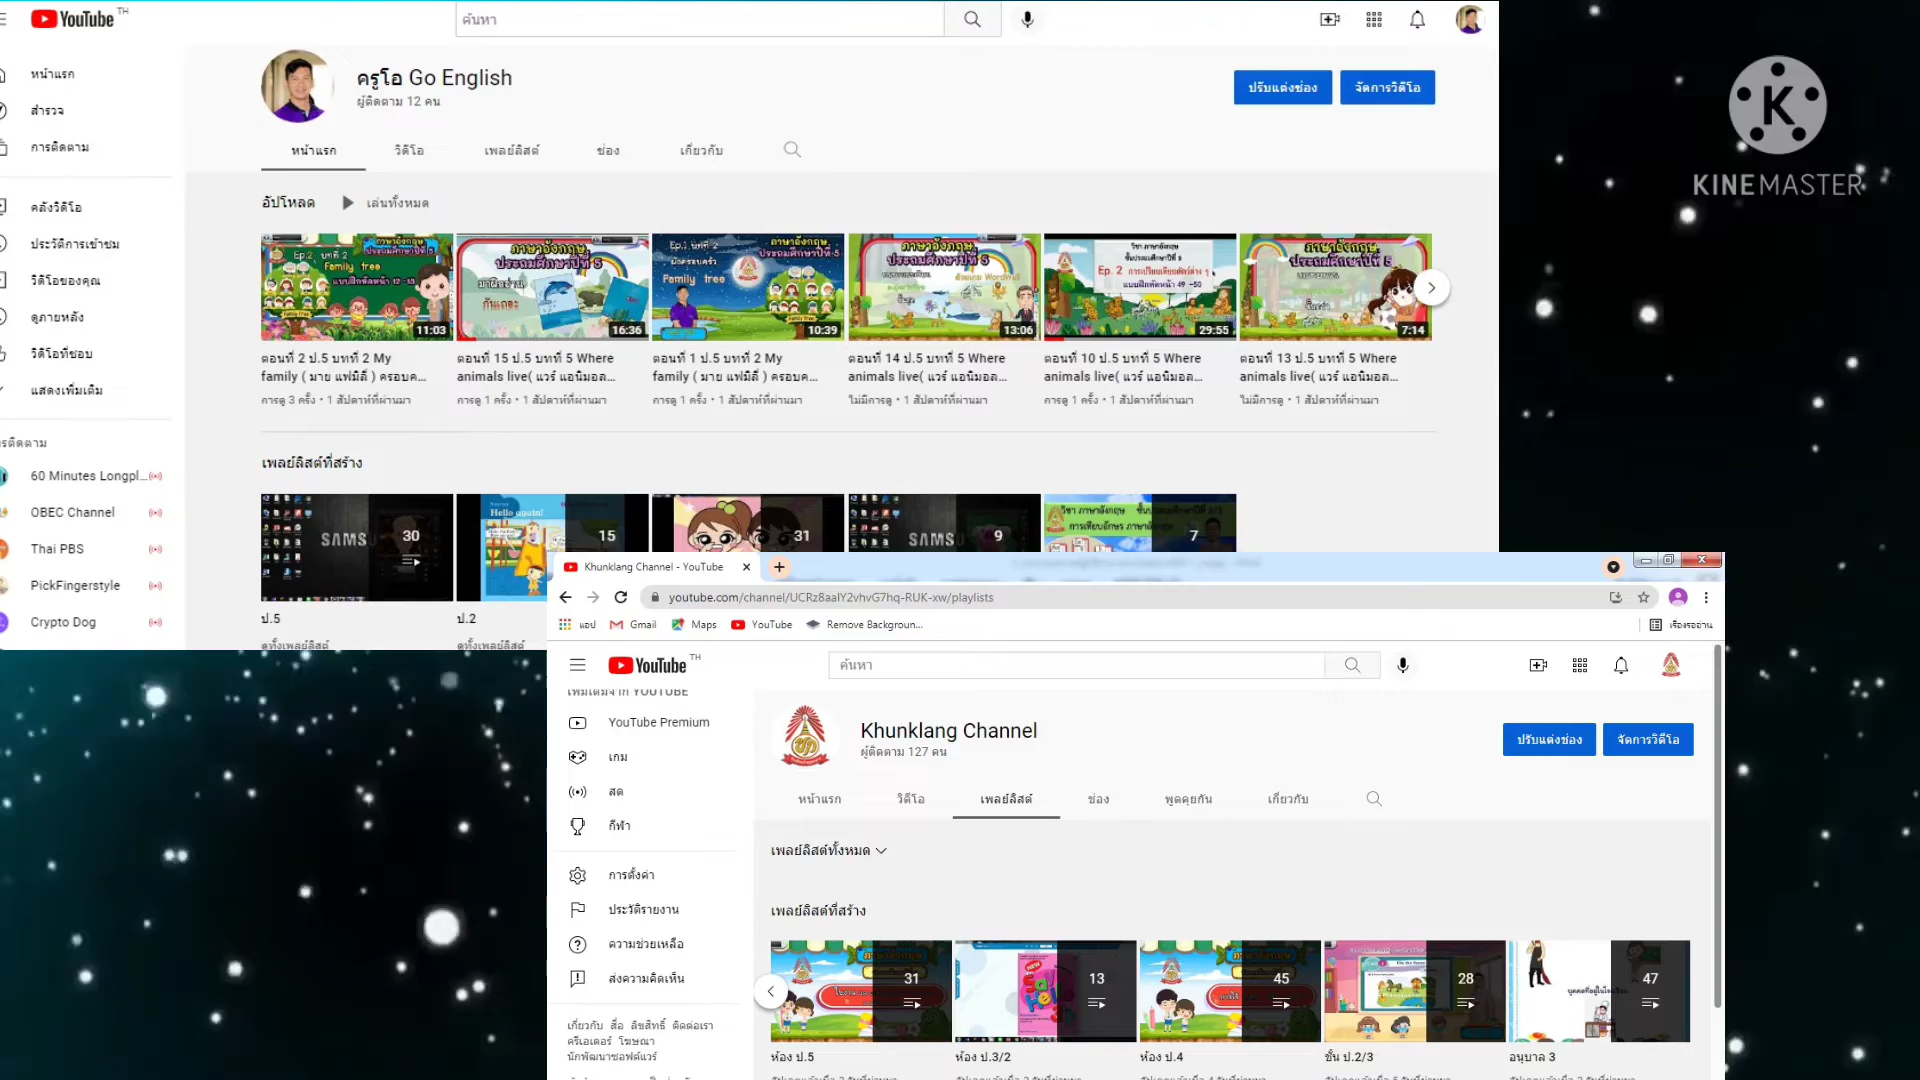 YouTube TH
ค้นหา
หน้าแรก
สำรวจ
การติดตาม
คลังวิดีโอ
ประวัติการเข้าชม
วิดีโอของคุณ
ดูภายหลัง
วิดีโอที่ชอบ
แสดงเพิ่มเติม
60 Minutes Longpl...
OBEC Channel
Thai PBS
PickFingerstyle
Crypto Dog
ครูโอ Go English
ผู้ติดตาม 12 คน
ปรับแต่งช่อง
จัดการวิดีโอ
หน้าแรก วิดีโอ เพลย์ลิสต์ ช่อง เกี่ยวกับ
อัปโหลด เล่นทั้งหมด
11:03
16:36
10:39
13:06
29:55
7:14
ตอนที่ 2 ป.5 บทที่ 2 My
family ( มาย แฟมิลี่ ) ครอบค...
การดู 3 ครั้ง • 1 สัปดาห์ที่ผ่านมา
ตอนที่ 15 ป.5 บทที่ 5 Where
animals live( แวร์ แอนิมอล...
การดู 1 ครั้ง • 1 สัปดาห์ที่ผ่านมา
ตอนที่ 1 ป.5 บทที่ 2 My
family ( มาย แฟมิลี่ ) ครอบค...
การดู 1 ครั้ง • 1 สัปดาห์ที่ผ่านมา
ตอนที่ 14 ป.5 บทที่ 5 Where
animals live( แวร์ แอนิมอล...
ไม่มีการดู • 1 สัปดาห์ที่ผ่านมา
ตอนที่ 10 ป.5 บทที่ 5 Where
animals live( แวร์ แอนิมอล...
การดู 1 ครั้ง • 1 สัปดาห์ที่ผ่านมา
ตอนที่ 13 ป.5 บทที่ 5 Where
animals live( แวร์ แอนิมอล...
ไม่มีการดู • 1 สัปดาห์ที่ผ่านมา
เพลย์ลิสต์ที่สร้าง
30
15
31
9
7
ป.5
ป.2
KINEMASTER
Khunklang Channel - YouTube
youtube.com/channel/UCRz8aalY2vhvG7hq-RUK-xw/playlists
แอป Gmail Maps YouTube Remove Backgroun...
YouTube TH
ค้นหา
เพิ่มเติมจาก YOUTUBE
YouTube Premium
เกม
สด
กีฬา
การตั้งค่า
ประวัติรายงาน
ความช่วยเหลือ
ส่งความคิดเห็น
เกี่ยวกับ สื่อ ลิขสิทธิ์ ติดต่อเรา
ครีเอเตอร์ โฆษณา
นักพัฒนาซอฟต์แวร์
Khunklang Channel
ผู้ติดตาม 127 คน
ปรับแต่งช่อง
จัดการวิดีโอ
หน้าแรก วิดีโอ เพลย์ลิสต์ ช่อง พูดคุยกัน เกี่ยวกับ
เพลย์ลิสต์ทั้งหมด
เพลย์ลิสต์ที่สร้าง
31
13
45
28
47
ห้อง ป.5
ห้อง ป.3/2
ห้อง ป.4
ชั้น ป.2/3
อนุบาล 3